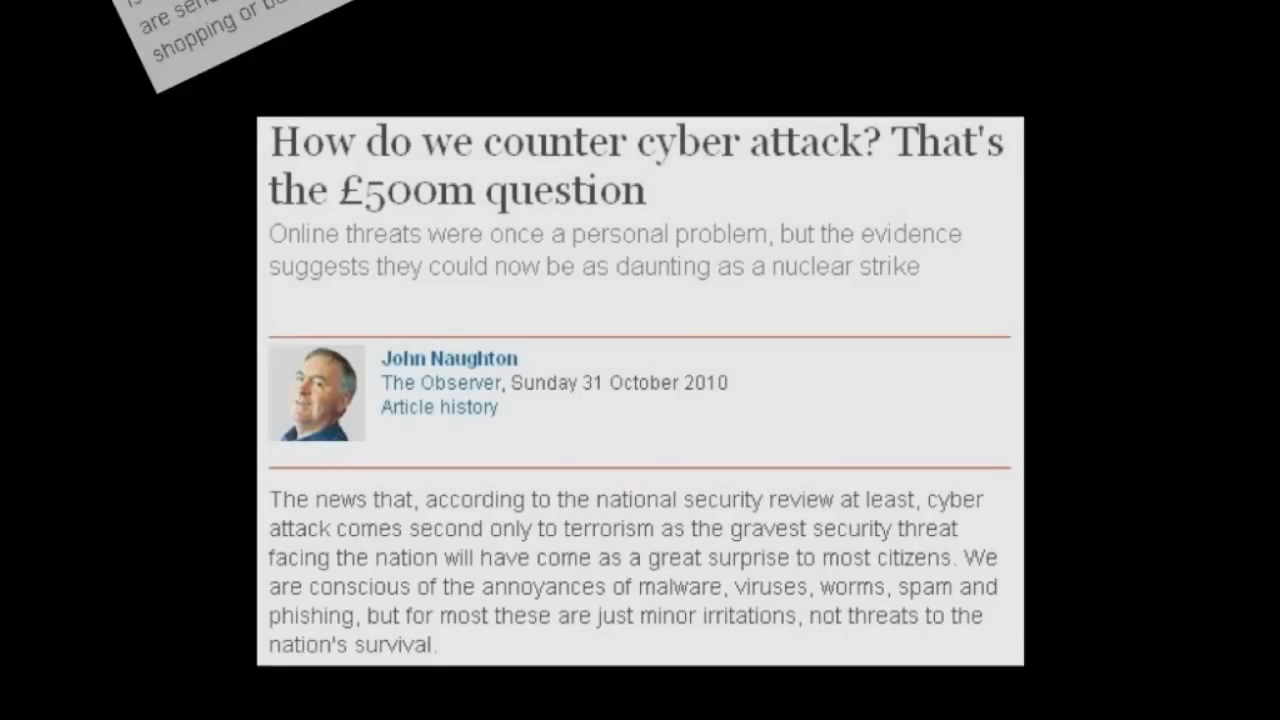 are
shopping or
How do we counter cyber attack? That's
the £500m question
Online threats were once a personal problem, but the evidence
suggests they could now be as daunting as a nuclear strike
John Naughton
The Observer, Sunday 31 October 2010
Article history
The news that, according to the national security review at least, cyber
attack comes second only to terrorism as the gravest security threat
facing the nation will have come as a great surprise to most citizens. We
are conscious of the annoyances of malware, viruses, worms, spam and
phishing, but for most these are just minor irritations, not threats to the
nation's survival.